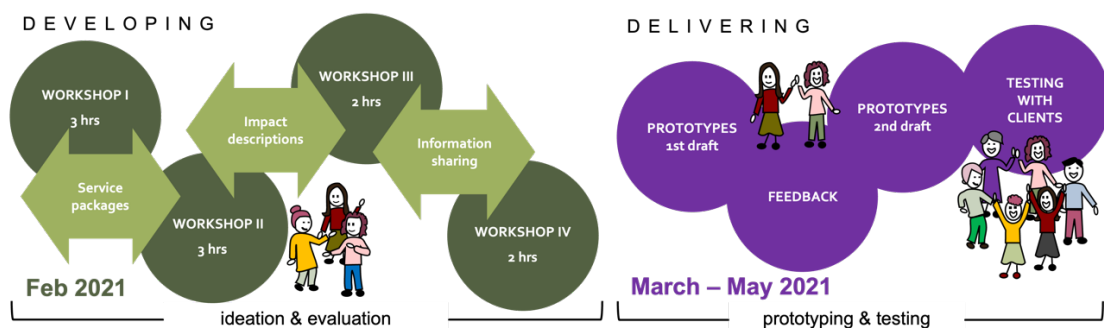 DEVELOPING
WORKSHOP I
3 hrs
Service
packages
WORKSHOP II
3 hrs
Impact
descriptions
WORKSHOP III
2 hrs
Information
sharing
WORKSHOP IV
2 hrs
Feb 2021
ideation & evaluation
DELIVERING
PROTOTYPES
1st draft
FEEDBACK
PROTOTYPES
2nd draft
TESTING
WITH
CLIENTS
March – May 2021
prototyping & testing